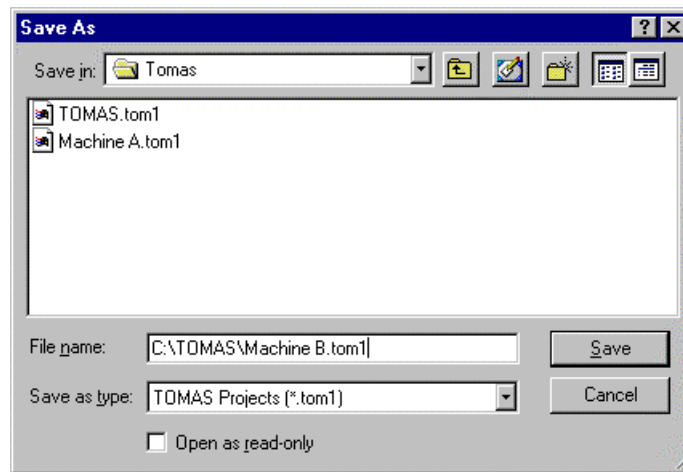 Save As
Save in: Tomas
TOMAS.tom1
Machine A.tom1
File name: C:\TOMAS\Machine B.tom1 Save
Save as type: TOMAS Projects (*.tom1) Cancel
Open as read-only